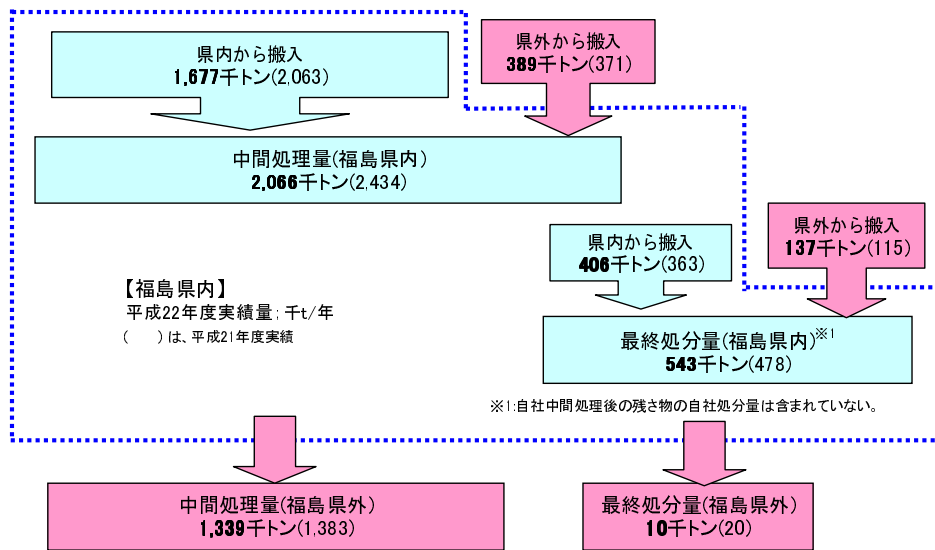 県内から搬入
1,677千トン(2,063)
県外から搬入
389千トン(371)
中間処理量(福島県内)
2,066千トン(2,434)
県内から搬入
406千トン(363)
県外から搬入
137千トン(115)
【福島県内】
平成22年度実績量;千t/年
(　　)は、平成21年度実績
最終処分量(福島県内)※1
543千トン(478)
※1:自社中間処理後の残さ物の自社処分量は含まれていない。
中間処理量(福島県外)
1,339千トン(1,383)
最終処分量(福島県外)
10千トン(20)